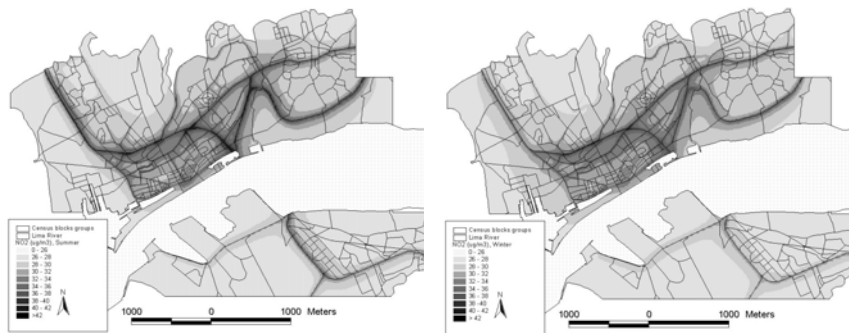 Census blocks groups
Lima River
NO2 (ug/m3), Summer
0 - 26
26 - 28
28 - 30
30 - 32
32 - 34
34 - 36
36 - 38
38 -40
40 - 42
>42
N
1000 0 1000 Meters
Census blocks groups
Lima River
NO2 (ug/m3), Winter
0 - 26
26 - 28
28 - 30
30 - 32
32 - 34
34 - 36
36 - 38
38 - 40
40 - 42
> 42
N
1000 0 1000 Meters